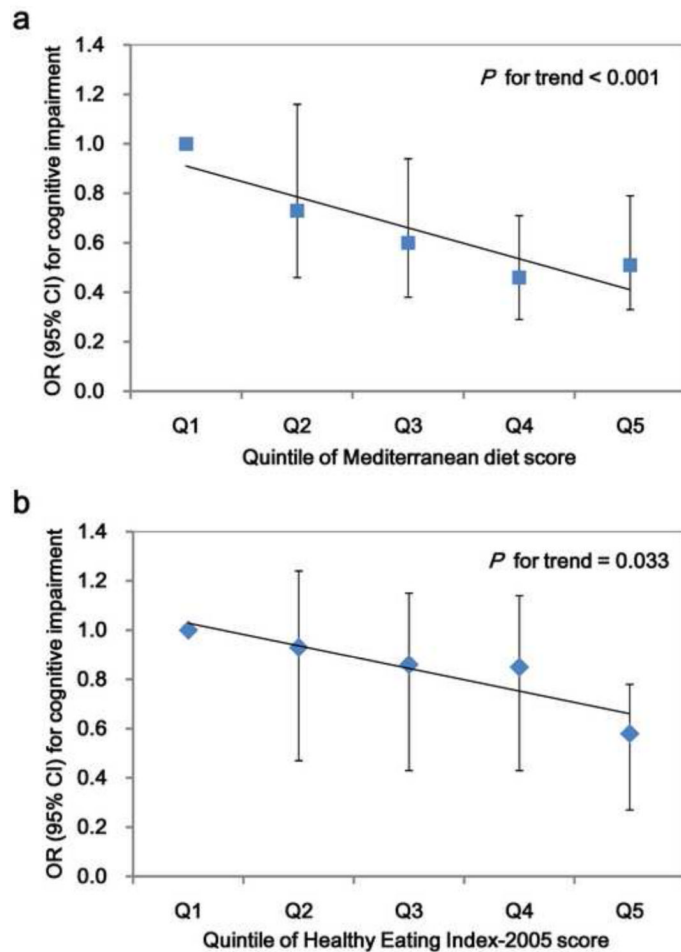 a
OR (95% CI) for cognitive impairment
1.4
1.2
1.0
0.8
0.6
0.4
0.2
0.0
P for trend < 0.001
Q1 Q2 Q3 Q4 Q5
Quintile of Mediterranean diet score
b
OR (95% CI) for cognitive impairment
1.4
1.2
1.0
0.8
0.6
0.4
0.2
0.0
P for trend = 0.033
Q1 Q2 Q3 Q4 Q5
Quintile of Healthy Eating Index-2005 score